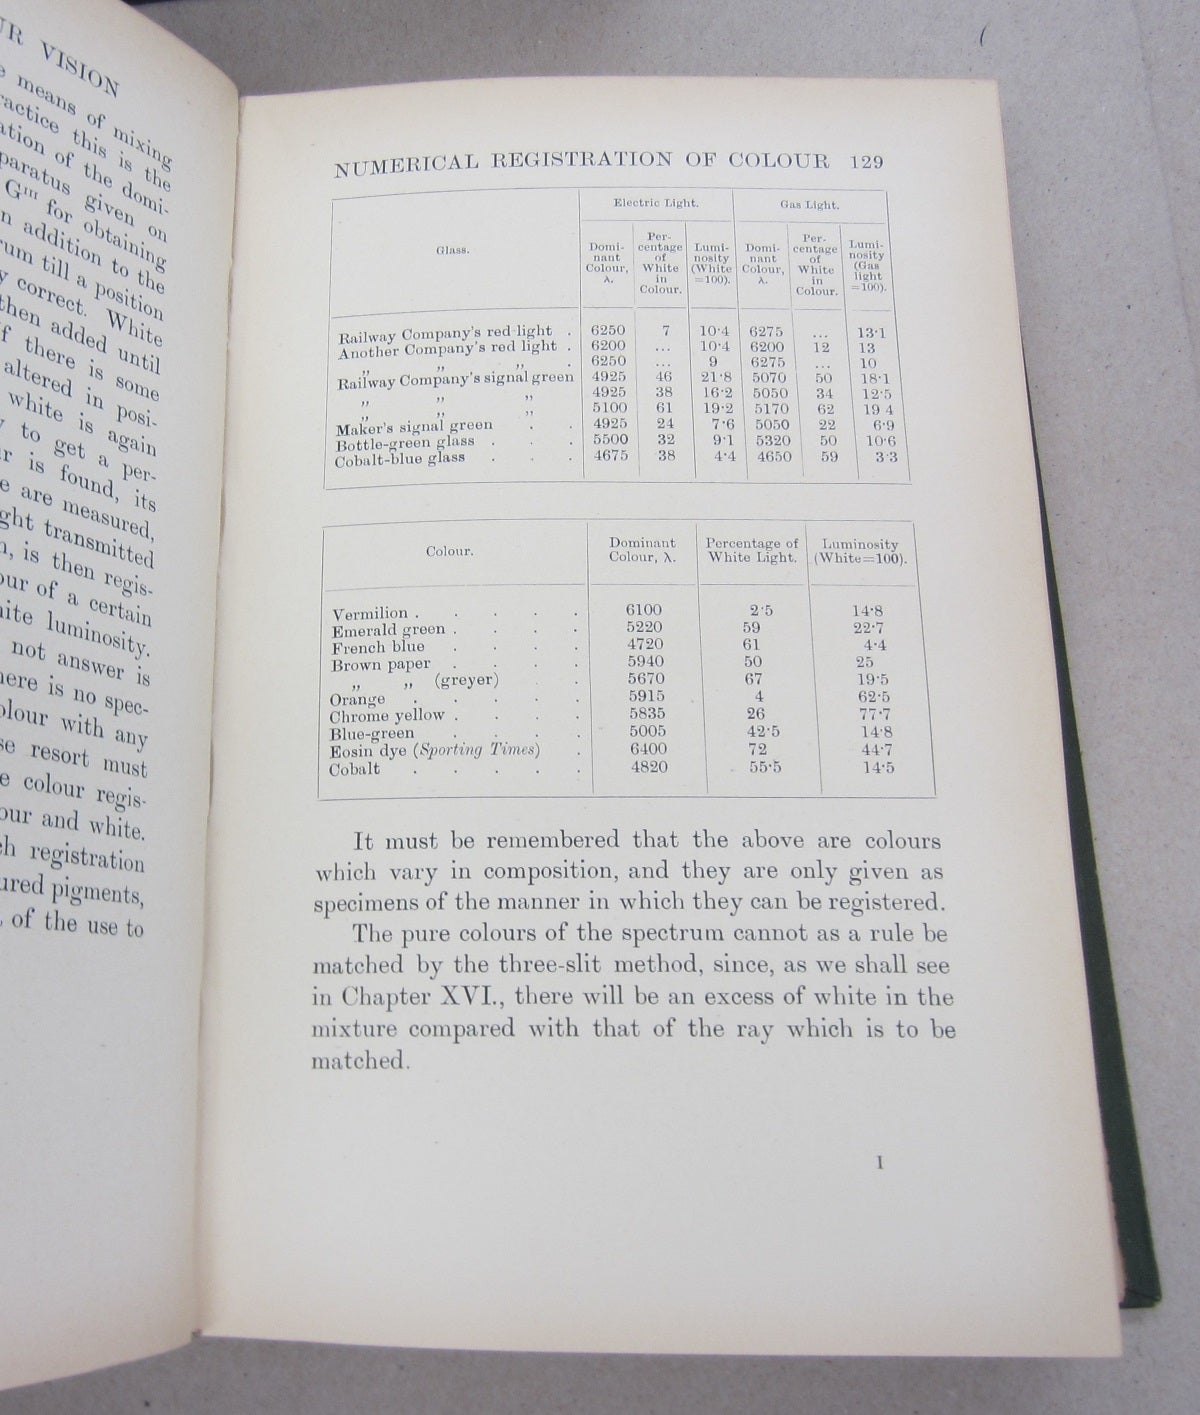 UR VISION
means of mixing
ractice this is the
ation of the domi-
paratus given on
G''' for obtaining
n addition to the
rum till a position
y correct. White
then added until
f there is some
altered in posi-
white is again
y to get a per-
r is found, its
e are measured,
ght transmitted
n, is then regis-
our of a certain
ite luminosity.
not answer is
here is no spec-
olour with any
se resort must
e colour regis-
our and white.
ch registration
ured pigments,
, of the use to
NUMERICAL REGISTRATION OF COLOUR 129
Electric Light. Gas Light.
Glass. Domi-nant Colour, λ. Per-centage of White in Colour. Lumi-nosity (White =100). Domi-nant Colour, λ. Per-centage of White in Colour. Lumi-nosity (Gas light =100).
Railway Company's red light . 6250 7 10·4 6275 ... 13·1
Another Company's red light . 6200 ... 10·4 6200 12 13
„ „ „ . 6250 ... 9 6275 ... 10
Railway Company's signal green 4925 46 21·8 5070 50 18·1
„ „ „ 4925 38 16·2 5050 34 12·5
„ „ „ 5100 61 19·2 5170 62 19 4
Maker's signal green . . 4925 24 7·6 5050 22 6·9
Bottle-green glass . . . 5500 32 9·1 5320 50 10·6
Cobalt-blue glass . . . 4675 38 4·4 4650 59 3·3
Colour. Dominant Colour, λ. Percentage of White Light. Luminosity (White=100).
Vermilion . . . . . 6100 2·5 14·8
Emerald green . . . . 5220 59 22·7
French blue . . . . 4720 61 4·4
Brown paper . . . . 5940 50 25
„ „ (greyer) . . 5670 67 19·5
Orange . . . . . 5915 4 62·5
Chrome yellow . . . . 5835 26 77·7
Blue-green . . . . 5005 42·5 14·8
Eosin dye (Sporting Times) . 6400 72 44·7
Cobalt . . . . . 4820 55·5 14·5
It must be remembered that the above are colours
which vary in composition, and they are only given as
specimens of the manner in which they can be registered.
The pure colours of the spectrum cannot as a rule be
matched by the three-slit method, since, as we shall see
in Chapter XVI., there will be an excess of white in the
mixture compared with that of the ray which is to be
matched.
I